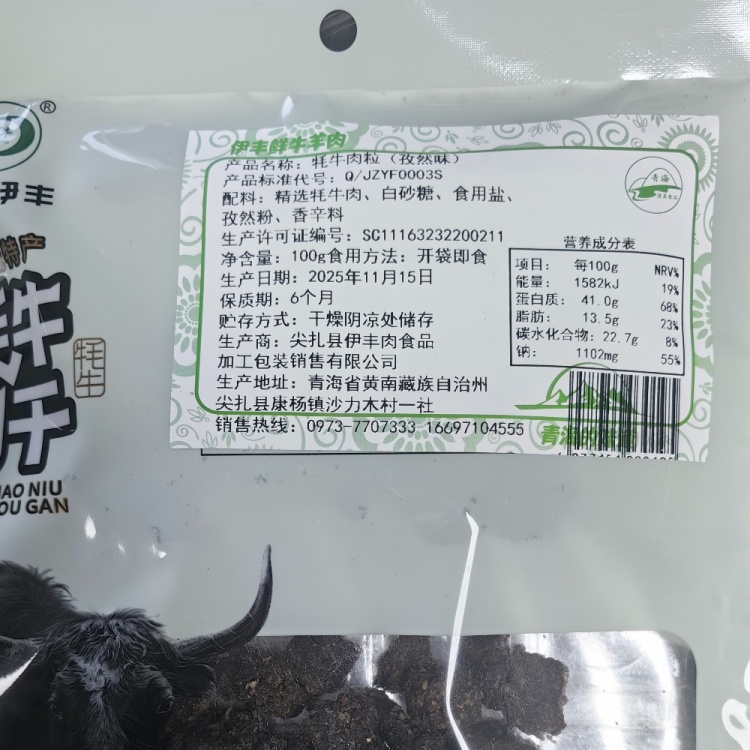 ®
伊丰
特产
牦牛
干
MAO NIU
ROU GAN
伊丰鲜牛羊肉
产品名称：牦牛肉粒（孜然味）
产品标准代号：Q/JZYF0003S
配料：精选牦牛肉、白砂糖、食用盐、
孜然粉、香辛料
生产许可证编号：SC11163232200211
净含量：100g食用方法：开袋即食
生产日期：2025年11月15日
保质期：6个月
贮存方式：干燥阴凉处储存
生产商：尖扎县伊丰肉食品
加工包装销售有限公司
生产地址：青海省黄南藏族自治州
尖扎县康杨镇沙力木村一社
销售热线：0973-7707333 16697104555
青海
营养成分表
项目： 每100g NRV%
能量： 1582kJ 19%
蛋白质： 41.0g 68%
脂肪： 13.5g 23%
碳水化合物：22.7g 8%
钠： 1102mg 55%
青海